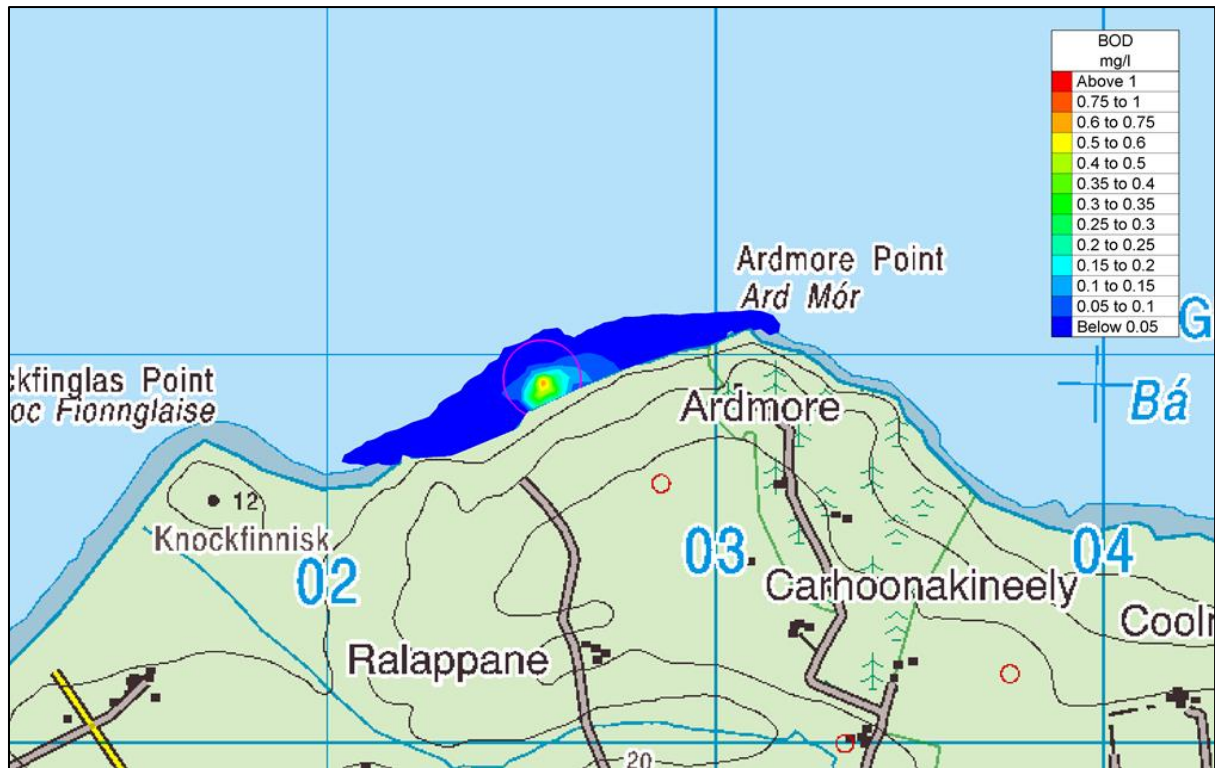 BOD
mg/l
Above 1
0.75 to 1
0.6 to 0.75
0.5 to 0.6
0.4 to 0.5
0.35 to 0.4
0.3 to 0.35
0.25 to 0.3
0.2 to 0.25
0.15 to 0.2
0.1 to 0.15
0.05 to 0.1
Below 0.05
Ardmore Point
Ard Mór
G
ckfinglas Point
oc Fionnglaise
Bá
Ardmore
12
Knockfinnisk
02
03
04
Carhoonakineely
Cooln
Ralappane
20